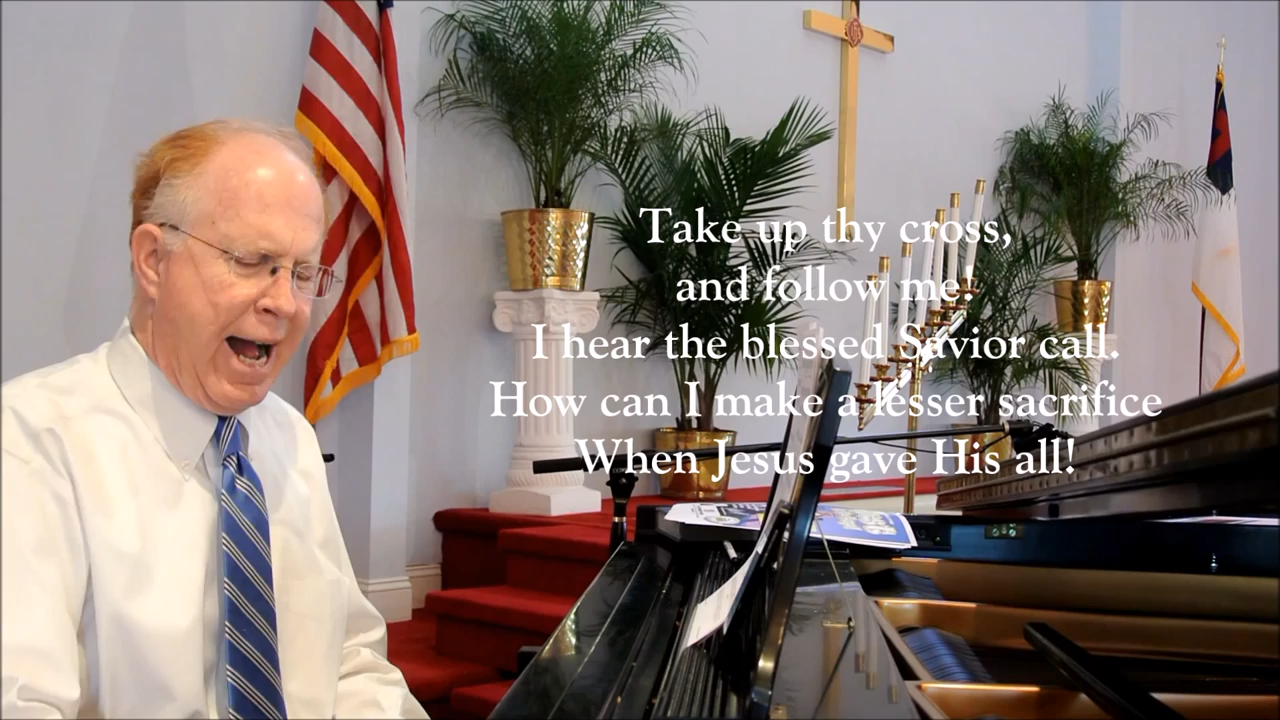 Take up thy cross,
and follow me!
I hear the blessed Savior call.
How can I make a lesser sacrifice
When Jesus gave His all!